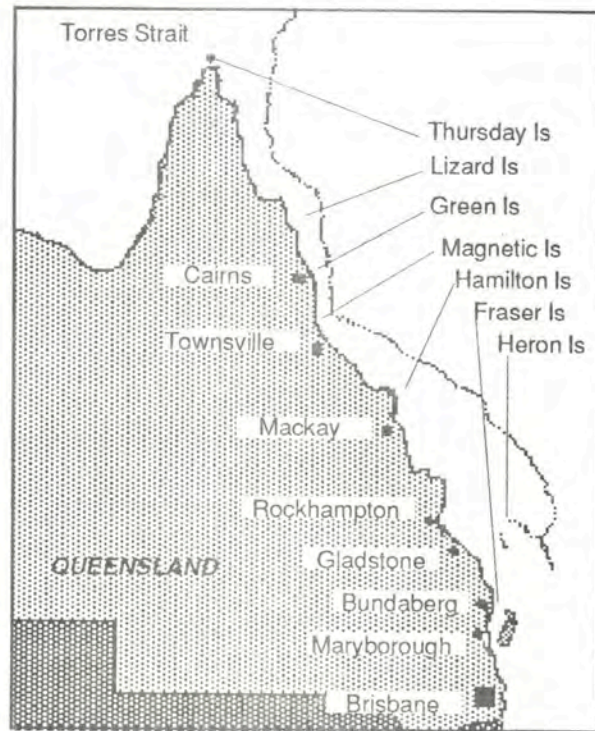 Torres Strait
Thursday Is
Lizard Is
Green Is
Magnetic Is
Cairns
Hamilton Is
Fraser Is
Townsville
Heron Is
Mackay
Rockhampton
Gladstone
QUEENSLAND
Bundaberg
Maryborough
Brisbane